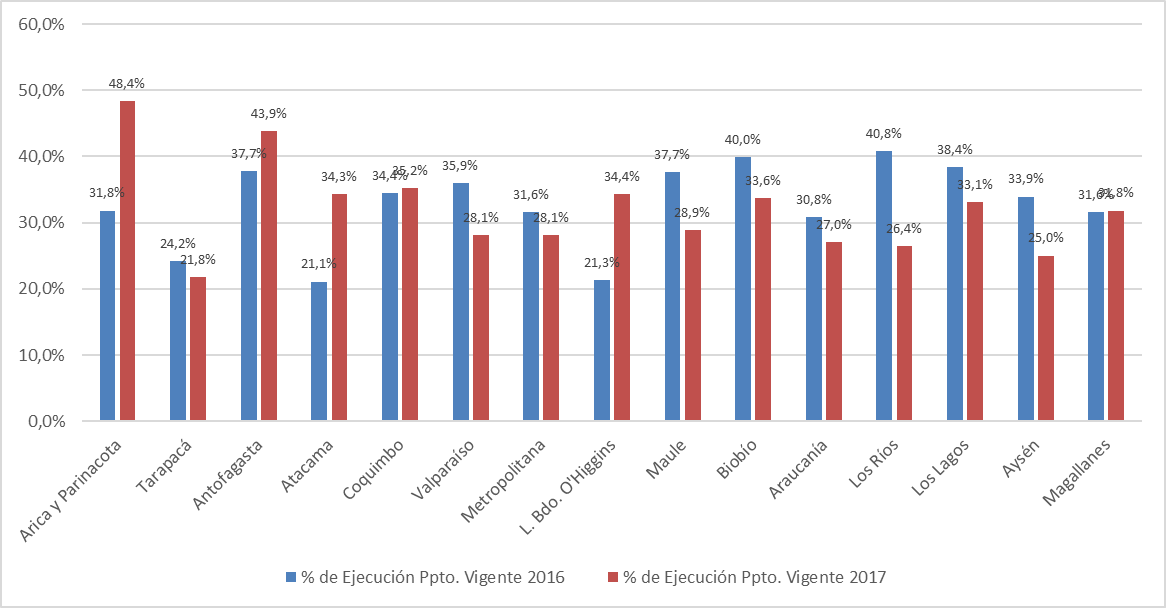 60,0%
50,0%
40,0%
30,0%
20,0%
10,0%
0,0%
31,8% 48,4%
24,2% 21,8%
37,7% 43,9%
21,1% 34,3%
34,4% 35,2%
35,9% 28,1%
31,6% 28,1%
21,3% 34,4%
37,7% 28,9%
40,0% 33,6%
30,8% 27,0%
40,8% 26,4%
38,4% 33,1%
33,9% 25,0%
31,6% 31,8%
Arica y Parinacota
Tarapacá
Antofagasta
Atacama
Coquimbo
Valparaíso
Metropolitana
L. Bdo. O'Higgins
Maule
Biobío
Araucanía
Los Ríos
Los Lagos
Aysén
Magallanes
% de Ejecución Ppto. Vigente 2016
% de Ejecución Ppto. Vigente 2017